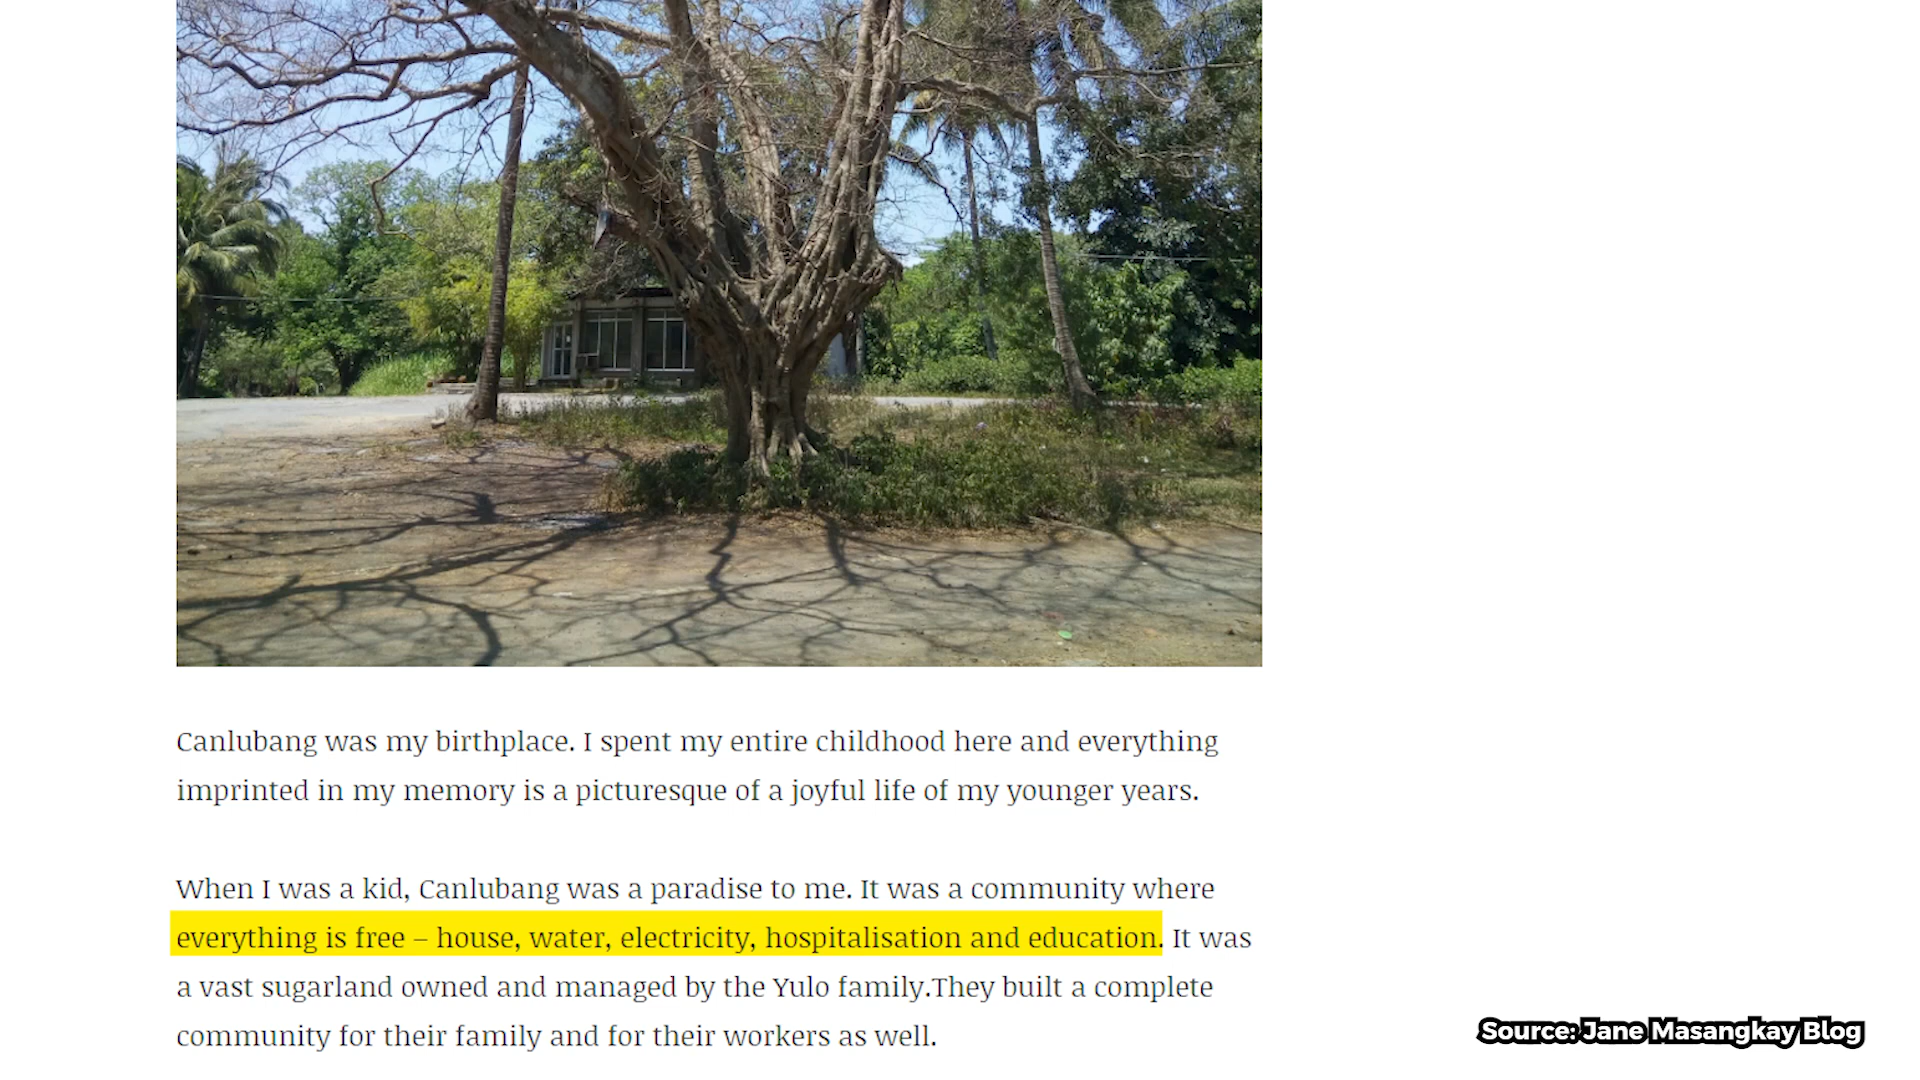 Canlubang was my birthplace. I spent my entire childhood here and everything
imprinted in my memory is a picturesque of a joyful life of my younger years.
When I was a kid, Canlubang was a paradise to me. It was a community where
everything is free – house, water, electricity, hospitalisation and education. It was
a vast sugarland owned and managed by the Yulo family.They built a complete
community for their family and for their workers as well.
Source: Jane Masangkay Blog